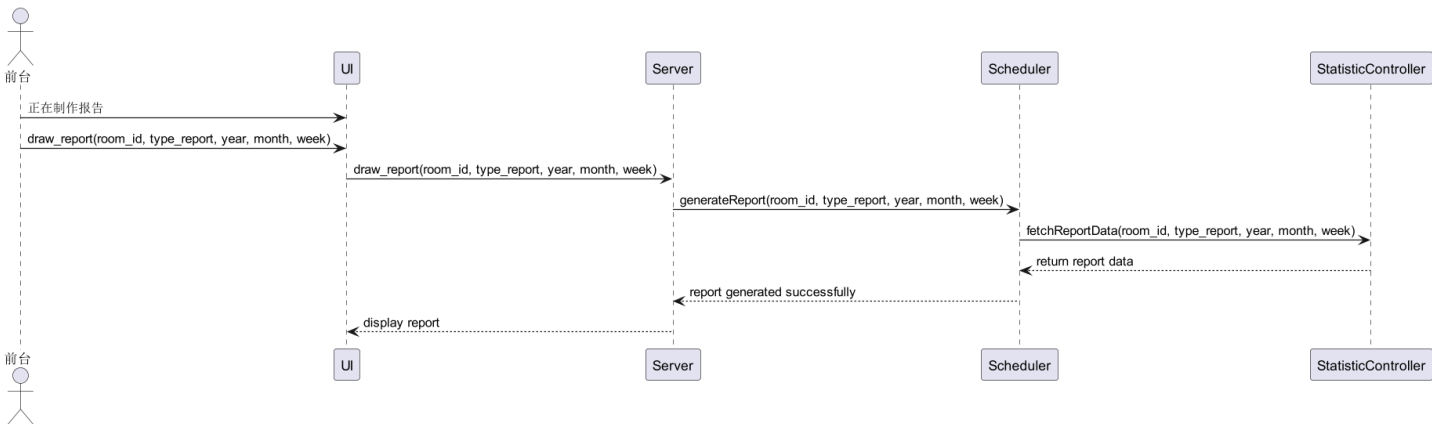 前台
UI
Server
Scheduler
StatisticController
正在制作报告
draw_report(room_id, type_report, year, month, week)
draw_report(room_id, type_report, year, month, week)
generateReport(room_id, type_report, year, month, week)
fetchReportData(room_id, type_report, year, month, week)
return report data
report generated successfully
display report
前台
UI
Server
Scheduler
StatisticController